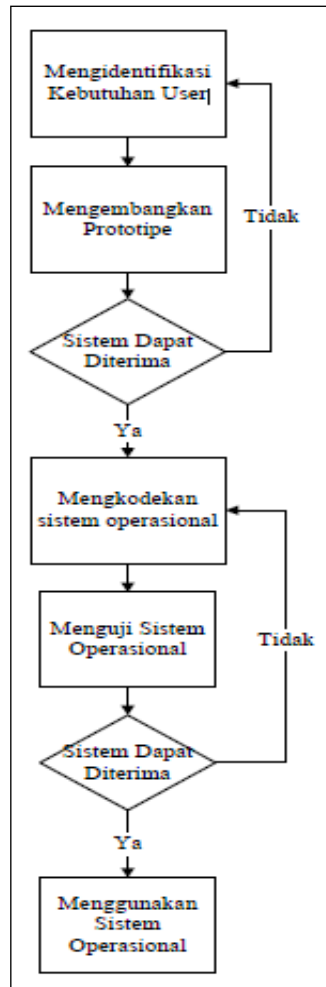 Mengidentifikasi
Kebutuhan User
Mengembangkan
Prototipe
Tidak
Sistem Dapat
Diterima
Ya
Mengkodekan
sistem operasional
Menguji Sistem
Operasional
Tidak
Sistem Dapat
Diterima
Ya
Menggunakan
Sistem
Operasional